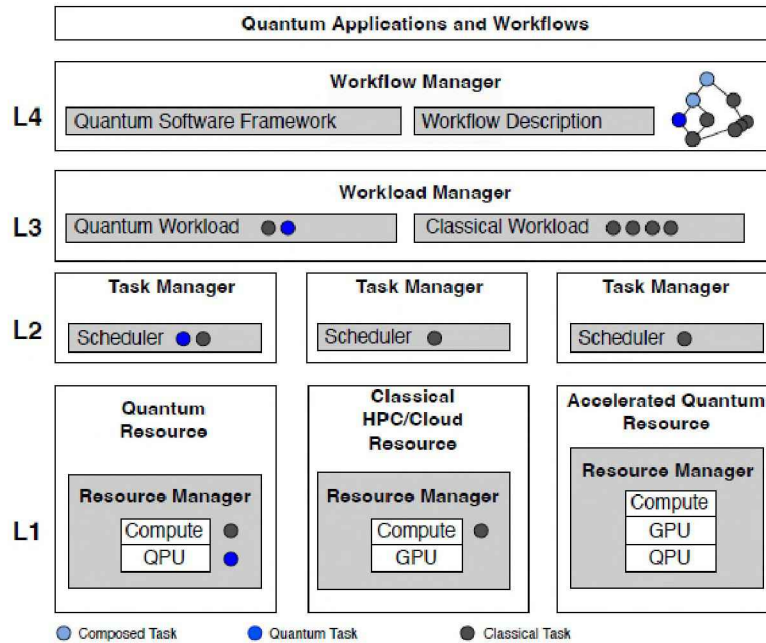 Quantum Applications and Workflows
Workflow Manager
L4
Quantum Software Framework
Workflow Description
Workload Manager
L3
Quantum Workload
Classical Workload
Task Manager
Task Manager
Task Manager
L2
Scheduler
Scheduler
Scheduler
Quantum
Resource
Classical
HPC/Cloud
Resource
Accelerated Quantum
Resource
L1
Resource Manager
Compute
QPU
Resource Manager
Compute
GPU
Resource Manager
Compute
GPU
QPU
Composed Task
Quantum Task
Classical Task